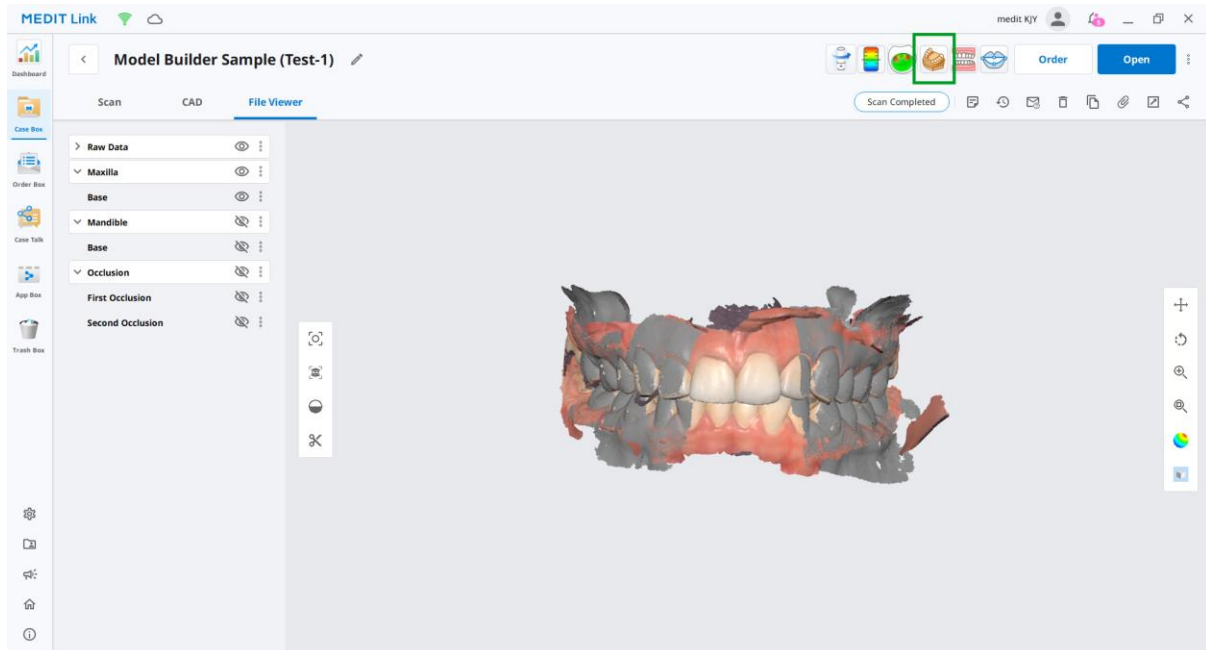 MEDIT Link
medit KJY
Dashboard
Case Box
Order Box
Case Talk
App Box
Trash Box
Model Builder Sample (Test-1)
Order
Open
Scan
CAD
File Viewer
Scan Completed
Raw Data
Maxilla
Base
Mandible
Base
Occlusion
First Occlusion
Second Occlusion